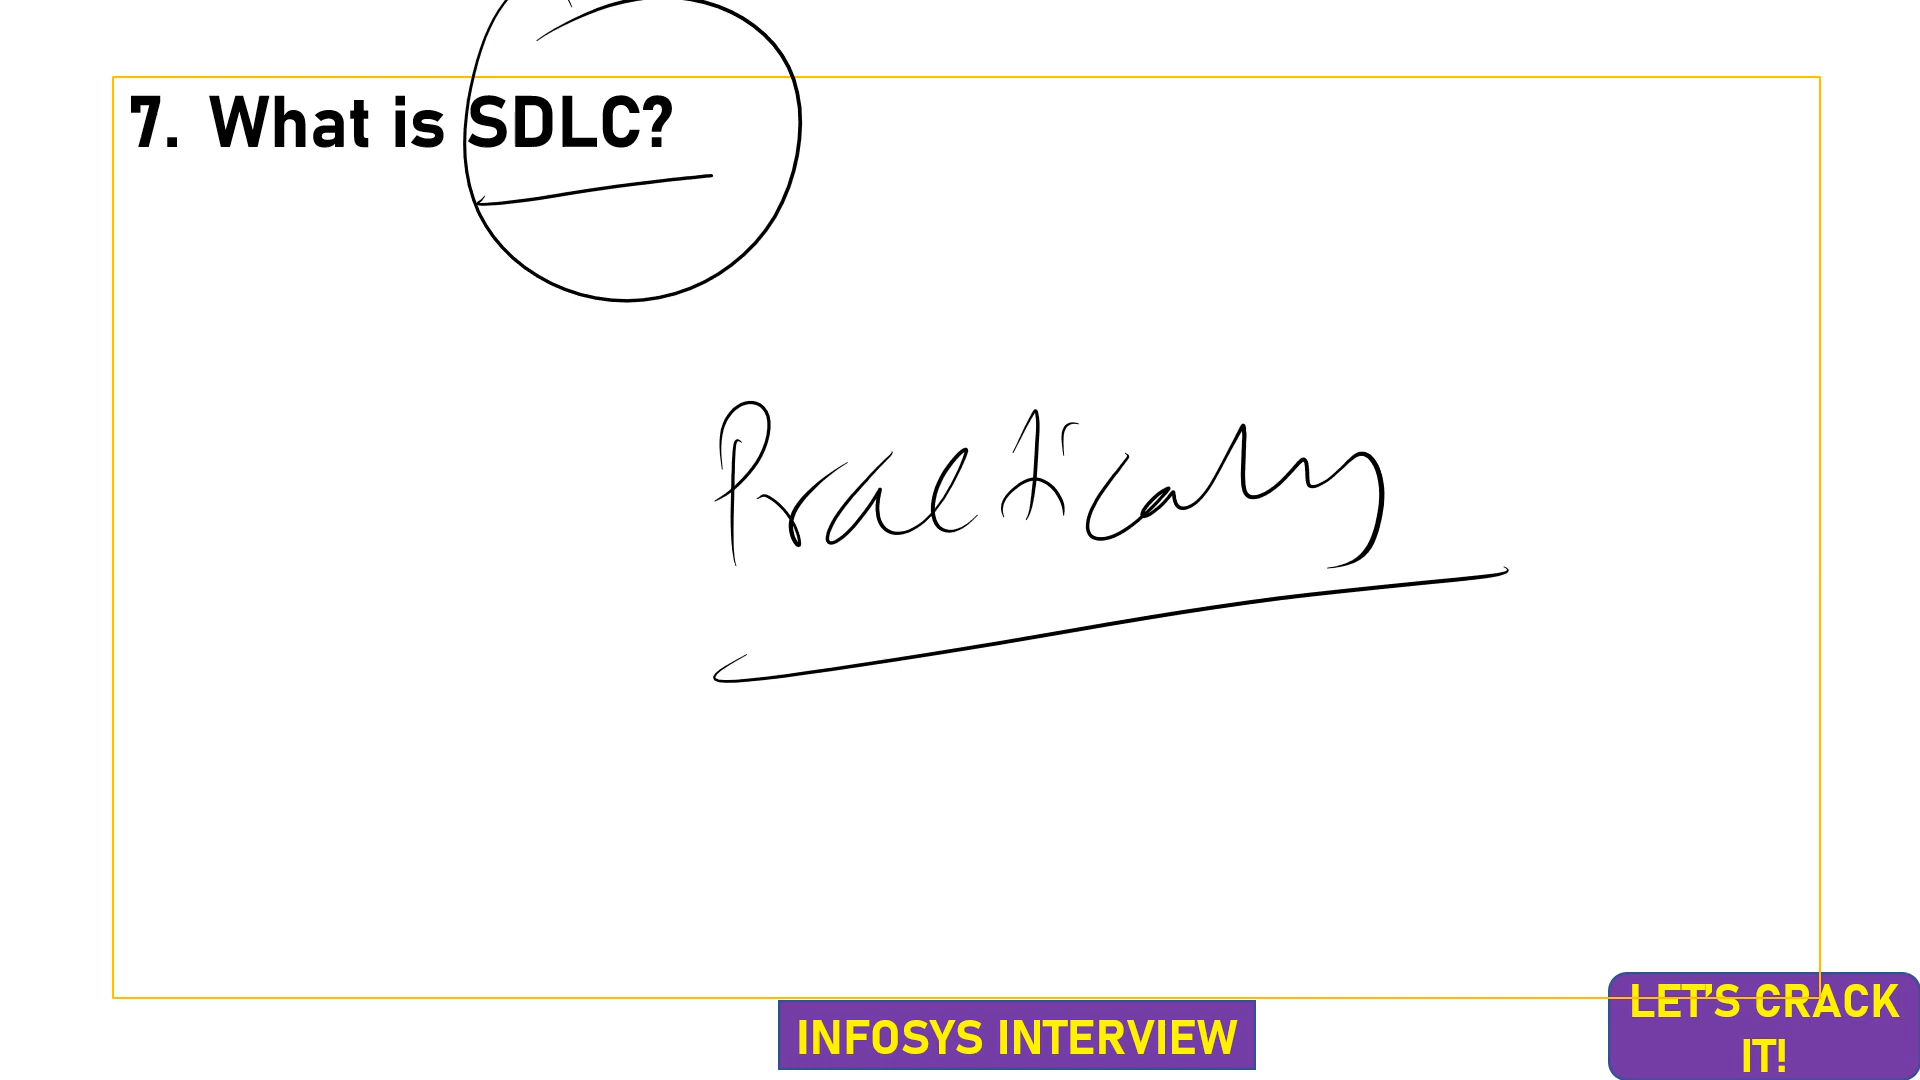 7. What is SDLC?
Practically
INFOSYS INTERVIEW
LET'S CRACK
IT!